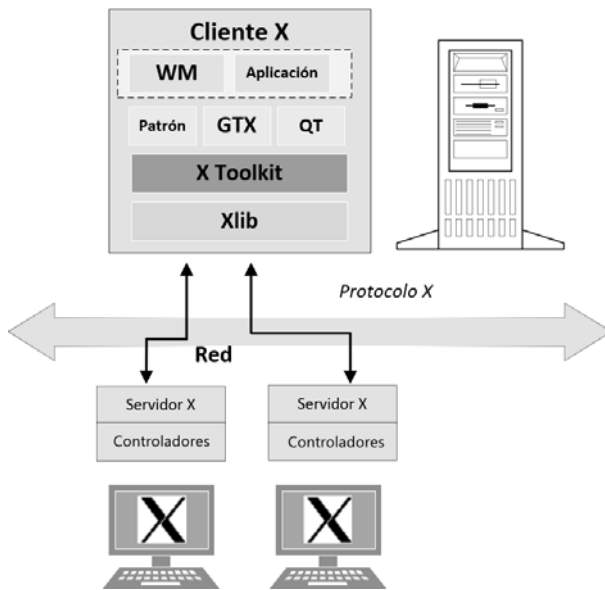 Cliente X
WM
Aplicación
Patrón
GTX
QT
X Toolkit
Xlib
Protocolo X
Red
Servidor X
Servidor X
Controladores
Controladores
X
X